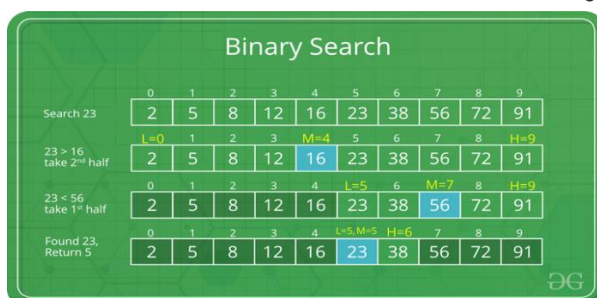 Binary Search
0 1 2 3 4 5 6 7 8 9
Search 23
2 5 8 12 16 23 38 56 72 91
L=0 1 2 3 M=4 5 6 7 8 H=9
23 > 16
take 2nd half
2 5 8 12 16 23 38 56 72 91
0 1 2 3 4 L=5 6 M=7 8 H=9
23 < 56
take 1st half
2 5 8 12 16 23 38 56 72 91
0 1 2 3 4 L=5, M=5 H=6 7 8 9
Found 23,
Return 5
2 5 8 12 16 23 38 56 72 91